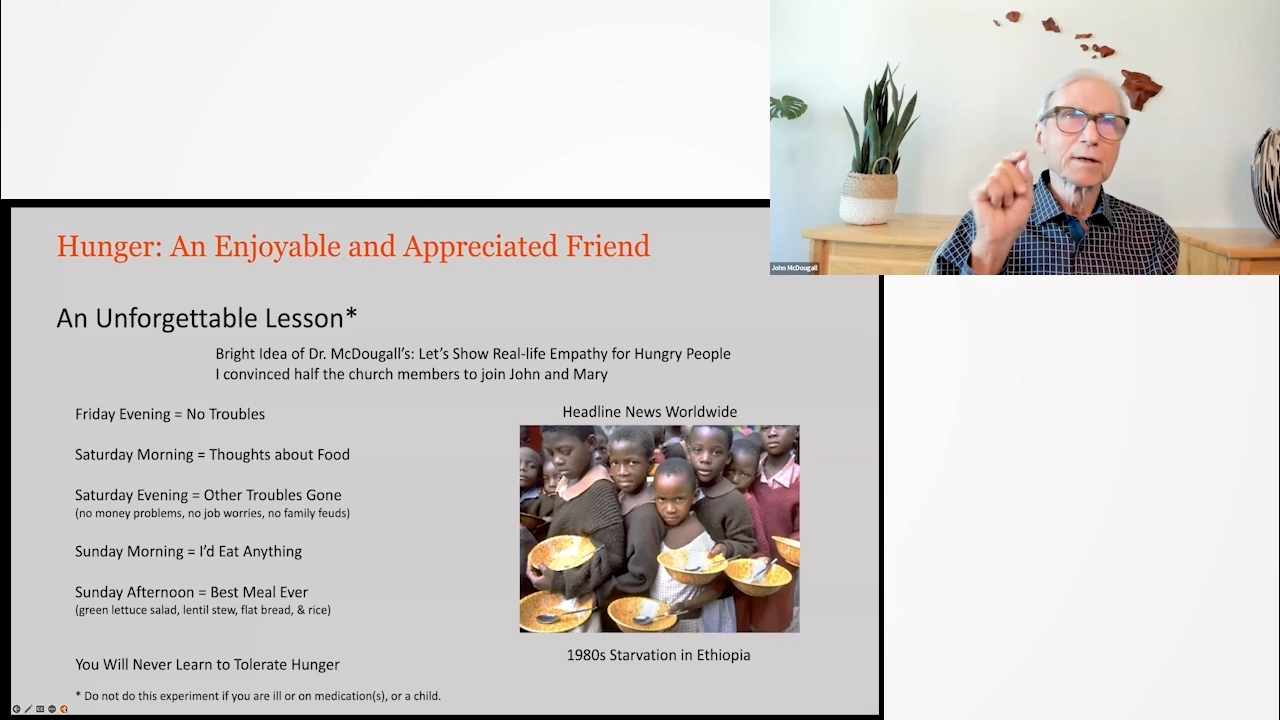 John McDougall
Hunger: An Enjoyable and Appreciated Friend
An Unforgettable Lesson*
Bright Idea of Dr. McDougall's: Let's Show Real-life Empathy for Hungry People
I convinced half the church members to join John and Mary
Friday Evening = No Troubles
Saturday Morning = Thoughts about Food
Saturday Evening = Other Troubles Gone
(no money problems, no job worries, no family feuds)
Sunday Morning = I'd Eat Anything
Sunday Afternoon = Best Meal Ever
(green lettuce salad, lentil stew, flat bread, & rice)
You Will Never Learn to Tolerate Hunger
* Do not do this experiment if you are ill or on medication(s), or a child.
Headline News Worldwide
1980s Starvation in Ethiopia